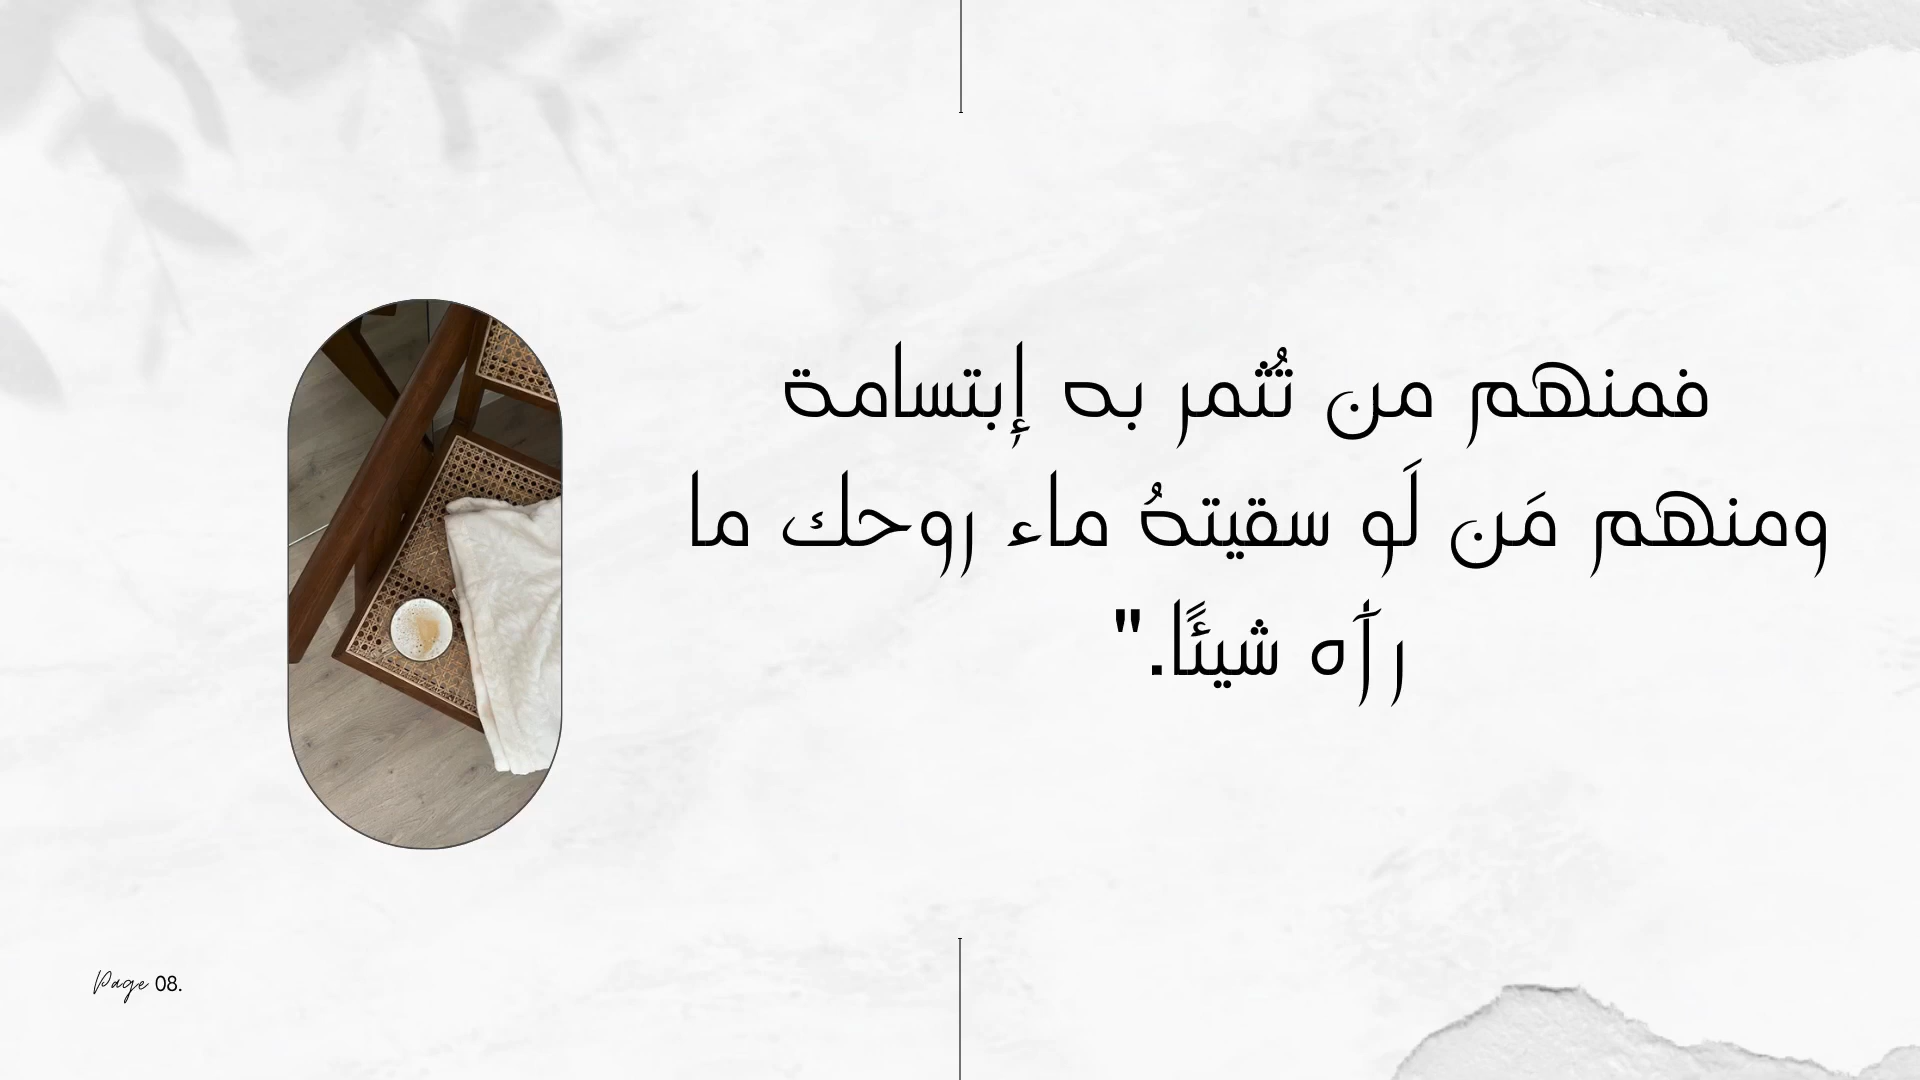 فمنهم من تُثمر به إبتسامة
ومنهم مَن لَو سقيتهُ ماء روحك ما
رآه شيئًا."
Page 08.